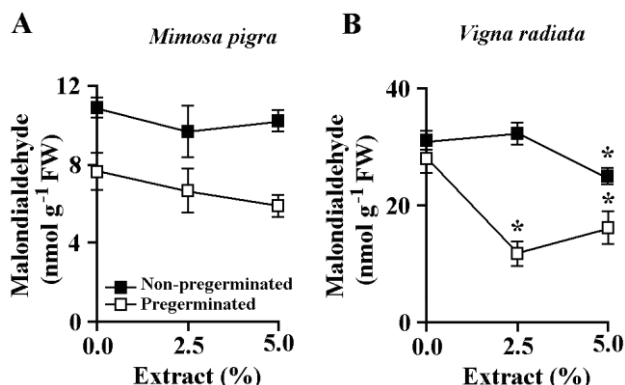 A
Mimosa pigra
Malondialdehyde
(nmol g⁻¹ FW)
12
8
4
0
Non-pregerminated
Pregerminated
0.0 2.5 5.0
Extract (%)
B
Vigna radiata
Malondialdehyde
(nmol g⁻¹ FW)
40
20
0
*
*
*
0.0 2.5 5.0
Extract (%)